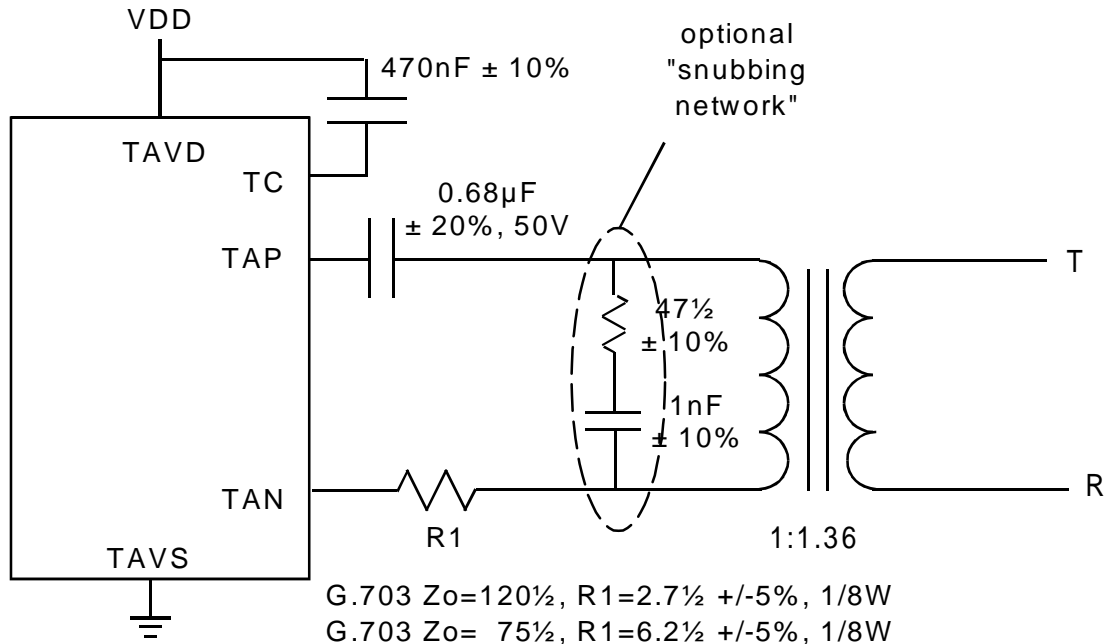 VDD
470nF ± 10%
optional
"snubbing
network"
TAVD
TC
0.68µF
± 20%, 50V
TAP
T
47½
± 10%
1nF
± 10%
TAN
R
R1
1:1.36
TAVS
G.703 Zo=120½, R1=2.7½ +/-5%, 1/8W
G.703 Zo= 75½, R1=6.2½ +/-5%, 1/8W